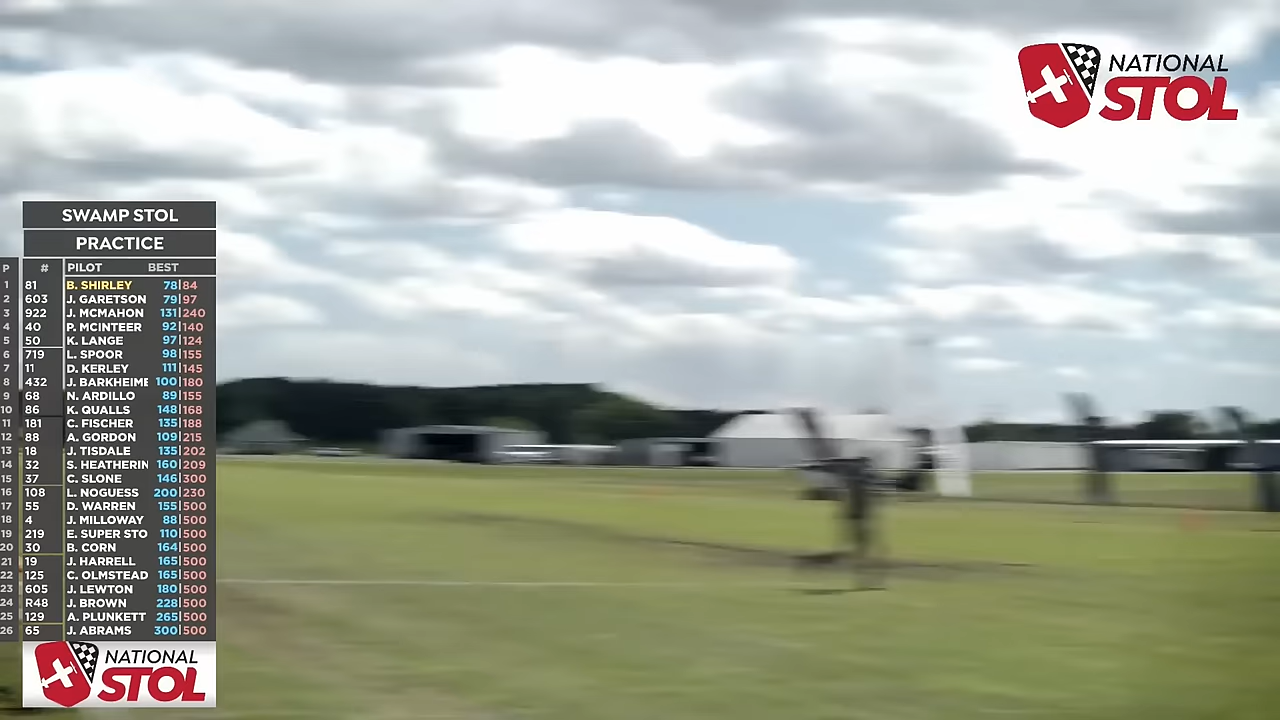 NATIONAL
STOL
SWAMP STOL
PRACTICE
P # PILOT BEST
1 81 B. SHIRLEY 78|84
2 603 J. GARETSON 79|97
3 922 J. MCMAHON 131|240
4 40 P. MCINTEER 92|140
5 50 K. LANGE 97|124
6 719 L. SPOOR 98|155
7 11 D. KERLEY 111|145
8 432 J. BARKHEIME 100|180
9 68 N. ARDILLO 89|155
10 86 K. QUALLS 148|168
11 181 C. FISCHER 135|188
12 88 A. GORDON 109|215
13 18 J. TISDALE 135|202
14 32 S. HEATHERIN 160|209
15 37 C. SLONE 146|300
16 108 L. NOGUESS 200|230
17 55 D. WARREN 155|500
18 4 J. MILLOWAY 88|500
19 219 E. SUPER STO 110|500
20 30 B. CORN 164|500
21 19 J. HARRELL 165|500
22 125 C. OLMSTEAD 165|500
23 605 J. LEWTON 180|500
24 R48 J. BROWN 228|500
25 129 A. PLUNKETT 265|500
26 65 J. ABRAMS 300|500
NATIONAL
STOL